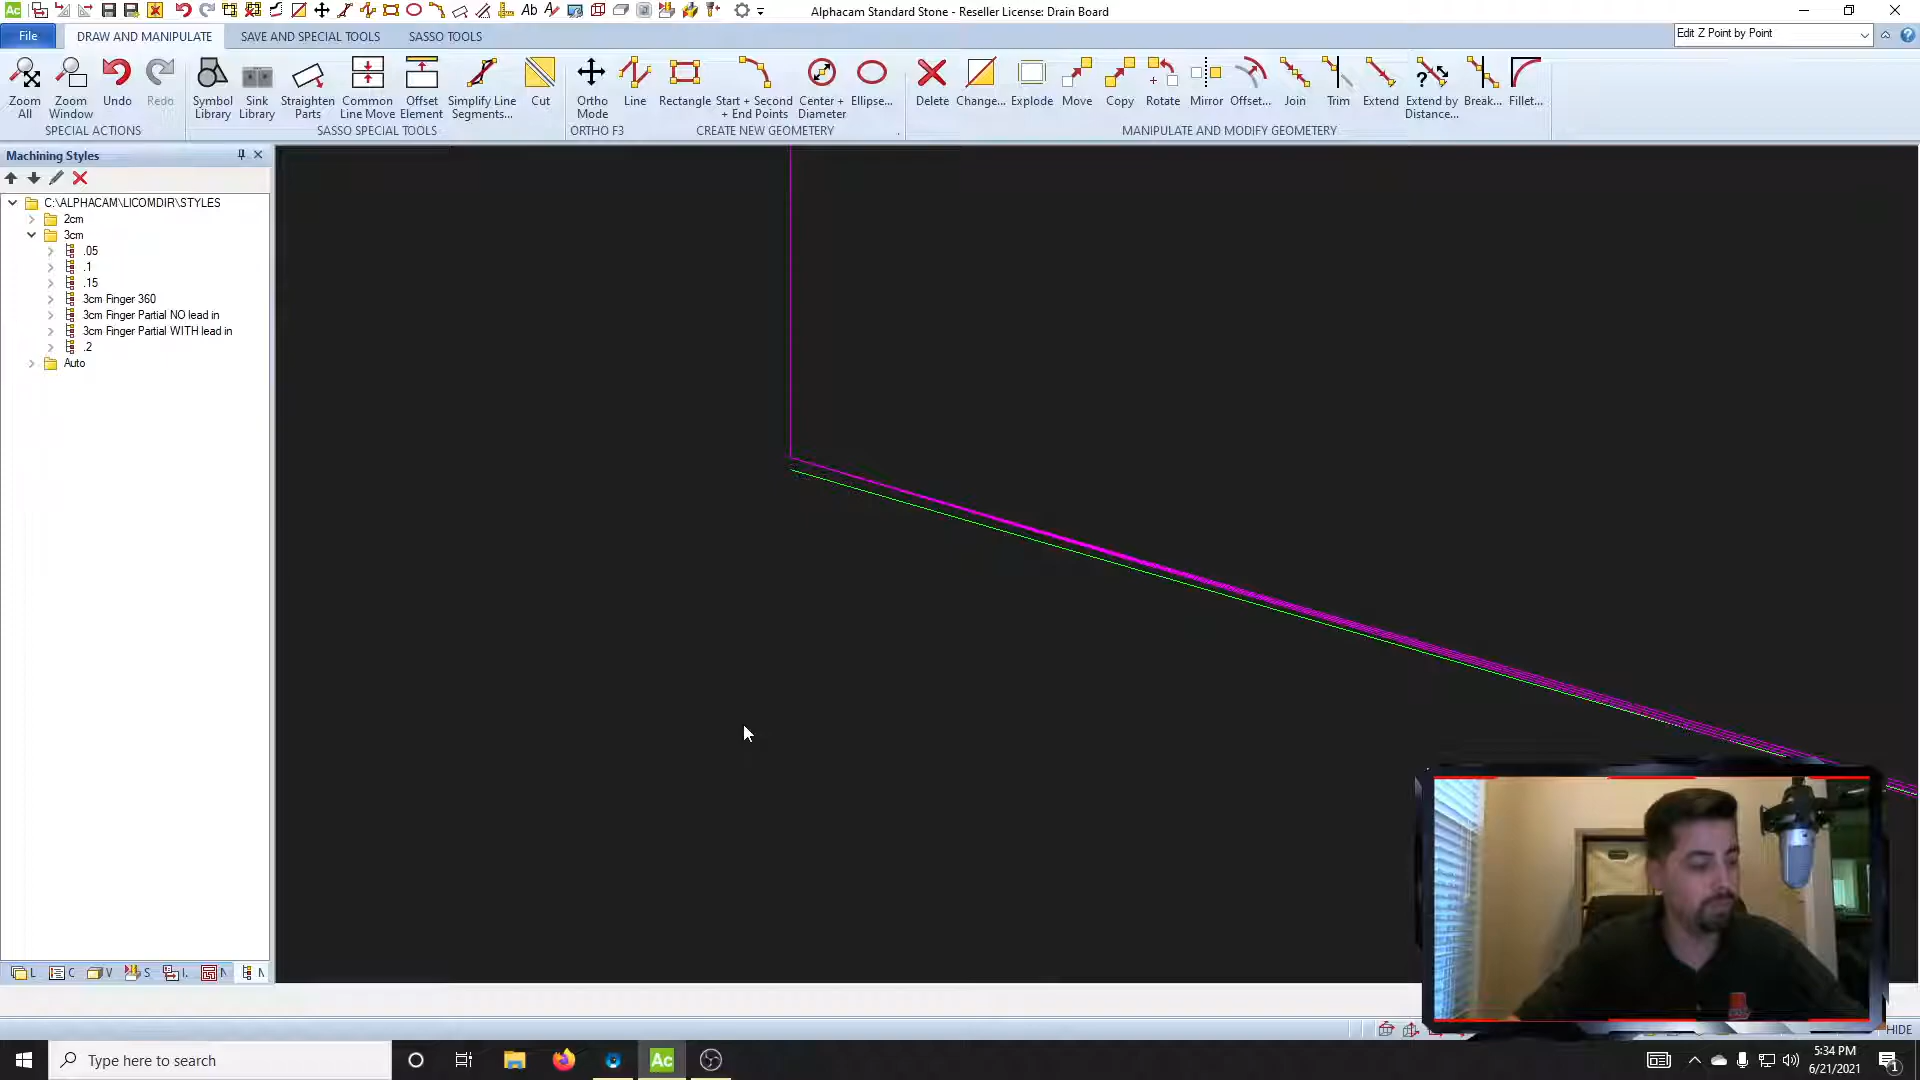 Alphacam Standard Stone - Reseller License: Drain Board
File
DRAW AND MANIPULATE
SAVE AND SPECIAL TOOLS
SASSO TOOLS
Edit Z Point by Point
Zoom All
Zoom Window
Undo
Redo
Symbol Library
Sink Library
Straighten Parts
Common Line Move
Offset Element
Simplify Line Segments...
Cut
Ortho Mode
Line
Rectangle
Start + Second + End Points
Center + Diameter
Ellipse...
Delete
Change...
Explode
Move
Copy
Rotate
Mirror
Offset...
Join
Trim
Extend
Extend by Distance...
Break...
Fillet...
SPECIAL ACTIONS
SASSO SPECIAL TOOLS
ORTHO F3
CREATE NEW GEOMETRY
MANIPULATE AND MODIFY GEOMETRY
Machining Styles
C:\ALPHACAM\LICOMDIR\STYLES
2cm
3cm
.05
.1
.15
3cm Finger 360
3cm Finger Partial NO lead in
3cm Finger Partial WITH lead in
.2
Auto
L
C
V
S
HIDE
Type here to search
Ac
5:34 PM
6/21/2021
1